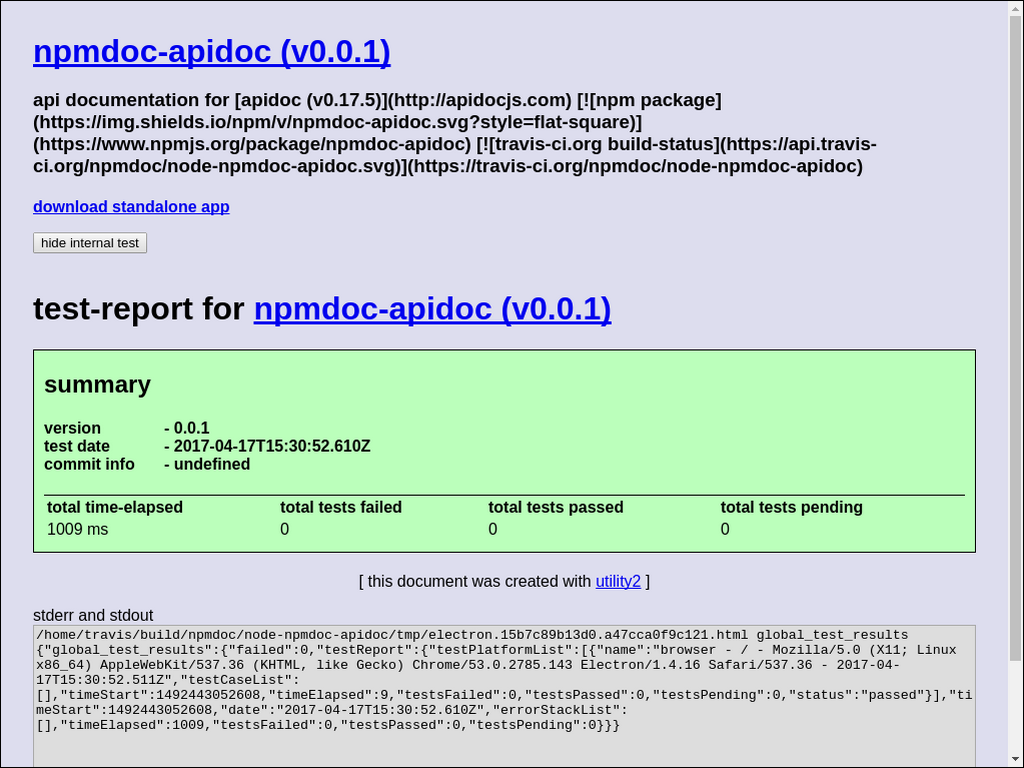 npmdoc-apidoc (v0.0.1)
api documentation for [apidoc (v0.17.5)](http://apidocjs.com) [![npm package]
(https://img.shields.io/npm/v/npmdoc-apidoc.svg?style=flat-square)]
(https://www.npmjs.org/package/npmdoc-apidoc) [![travis-ci.org build-status](https://api.travis-
ci.org/npmdoc/node-npmdoc-apidoc.svg)](https://travis-ci.org/npmdoc/node-npmdoc-apidoc)
download standalone app
hide internal test
test-report for npmdoc-apidoc (v0.0.1)
summary
version - 0.0.1
test date - 2017-04-17T15:30:52.610Z
commit info - undefined
total time-elapsed total tests failed total tests passed total tests pending
1009 ms 0 0 0
[ this document was created with utility2 ]
stderr and stdout
/home/travis/build/npmdoc/node-npmdoc-apidoc/tmp/electron.15b7c89b13d0.a47cca0f9c121.html global_test_results
{"global_test_results":{"failed":0,"testReport":{"testPlatformList":[{"name":"browser - / - Mozilla/5.0 (X11; Linux
x86_64) AppleWebKit/537.36 (KHTML, like Gecko) Chrome/53.0.2785.143 Electron/1.4.16 Safari/537.36 - 2017-04-
17T15:30:52.511Z","testCaseList":
[],"timeStart":1492443052608,"timeElapsed":9,"testsFailed":0,"testsPassed":0,"testsPending":0,"status":"passed"}],"ti
meStart":1492443052608,"date":"2017-04-17T15:30:52.610Z","errorStackList":
[],"timeElapsed":1009,"testsFailed":0,"testsPassed":0,"testsPending":0}}}